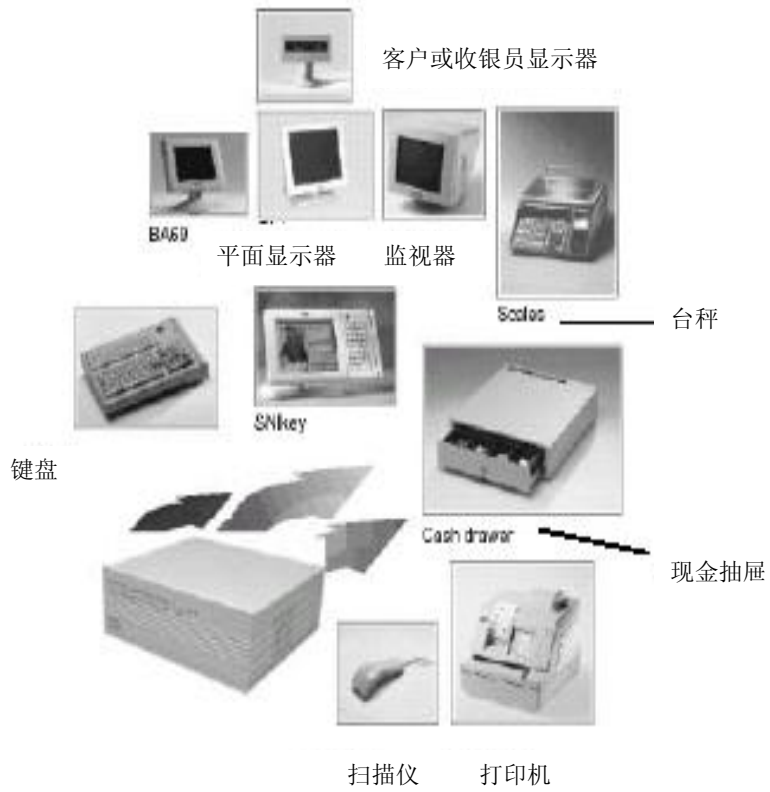 客户或收银员显示器
BA69
平面显示器
监视器
Scales
台秤
SNIkey
键盘
Cash drawer
现金抽屉
扫描仪
打印机